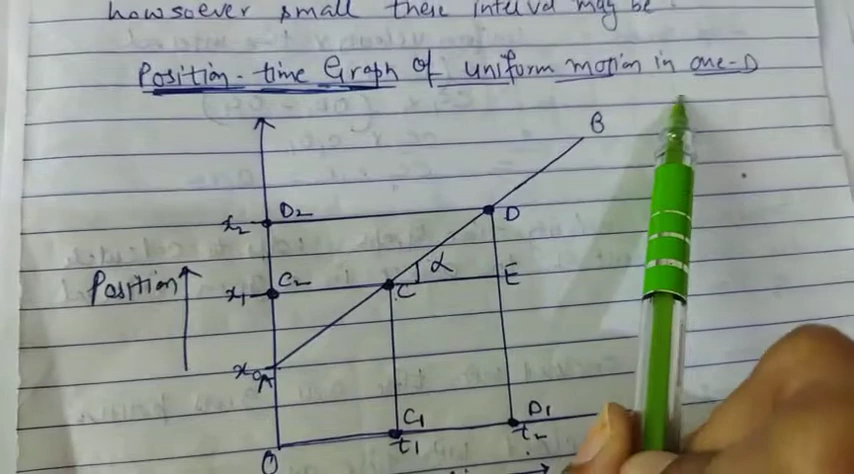 howsoever small these interval may be
Position-time Graph of uniform motion in one-D
B
x₂ D₂ D
Position x₁ C₂ C α E
x₀ A
C₁ D₁
O t₁ t₂